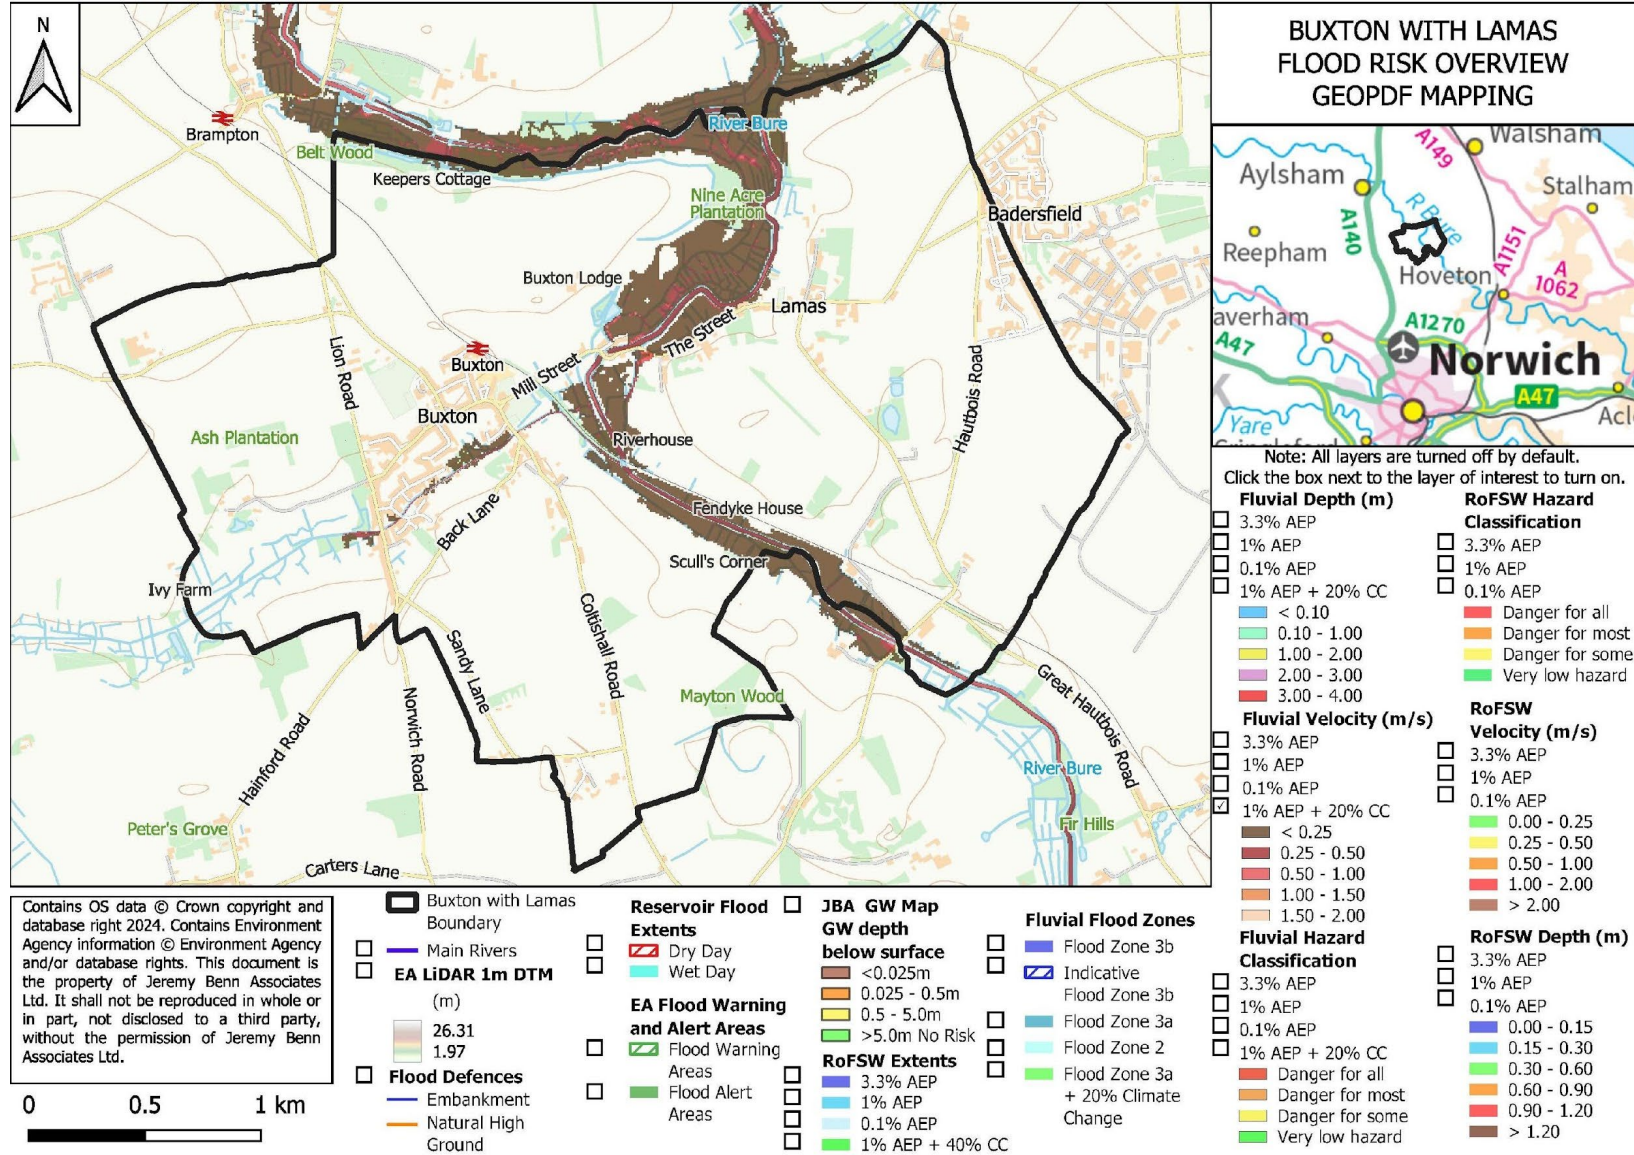 BUXTON WITH LAMAS
FLOOD RISK OVERVIEW
GEOPDF MAPPING
N
Brampton
Belt Wood
Keepers Cottage
River Bure
Nine Acre
Plantation
Badersfield
Buxton Lodge
Lamas
The Street
Lion Road
Buxton
Mill Street
Buxton
Hautbois Road
Ash Plantation
Riverhouse
Back Lane
Fendyke House
Scull's Corner
Ivy Farm
Coltishall Road
Sandy Lane
Mayton Wood
Great Hautbois Road
Norwich Road
Hainford Road
River Bure
Peter's Grove
Fir Hills
Carters Lane
A149
Walsham
Aylsham
Stalham
R Bure
A140
Reepham
A1151
Hoveton
A
1062
averham
A1270
A47
Norwich
A47
Yare
Acl
Note: All layers are turned off by default.
Click the box next to the layer of interest to turn on.
Fluvial Depth (m)
3.3% AEP
1% AEP
0.1% AEP
1% AEP + 20% CC
< 0.10
0.10 - 1.00
1.00 - 2.00
2.00 - 3.00
3.00 - 4.00
Fluvial Velocity (m/s)
3.3% AEP
1% AEP
0.1% AEP
1% AEP + 20% CC
< 0.25
0.25 - 0.50
0.50 - 1.00
1.00 - 1.50
1.50 - 2.00
Fluvial Hazard
Classification
3.3% AEP
1% AEP
0.1% AEP
1% AEP + 20% CC
Danger for all
Danger for most
Danger for some
Very low hazard
RoFSW Hazard
Classification
3.3% AEP
1% AEP
0.1% AEP
Danger for all
Danger for most
Danger for some
Very low hazard
RoFSW
Velocity (m/s)
3.3% AEP
1% AEP
0.1% AEP
0.00 - 0.25
0.25 - 0.50
0.50 - 1.00
1.00 - 2.00
> 2.00
RoFSW Depth (m)
3.3% AEP
1% AEP
0.1% AEP
0.00 - 0.15
0.15 - 0.30
0.30 - 0.60
0.60 - 0.90
0.90 - 1.20
> 1.20
Contains OS data © Crown copyright and
database right 2024. Contains Environment
Agency information © Environment Agency
and/or database rights. This document is
the property of Jeremy Benn Associates
Ltd. It shall not be reproduced in whole or
in part, not disclosed to a third party,
without the permission of Jeremy Benn
Associates Ltd.
0 0.5 1 km
Buxton with Lamas
Boundary
Main Rivers
EA LiDAR 1m DTM
(m)
26.31
1.97
Flood Defences
Embankment
Natural High
Ground
Reservoir Flood
Extents
Dry Day
Wet Day
EA Flood Warning
and Alert Areas
Flood Warning
Areas
Flood Alert
Areas
JBA GW Map
GW depth
below surface
<0.025m
0.025 - 0.5m
0.5 - 5.0m
>5.0m No Risk
RoFSW Extents
3.3% AEP
1% AEP
0.1% AEP
1% AEP + 40% CC
Fluvial Flood Zones
Flood Zone 3b
Indicative
Flood Zone 3b
Flood Zone 3a
Flood Zone 2
Flood Zone 3a
+ 20% Climate
Change